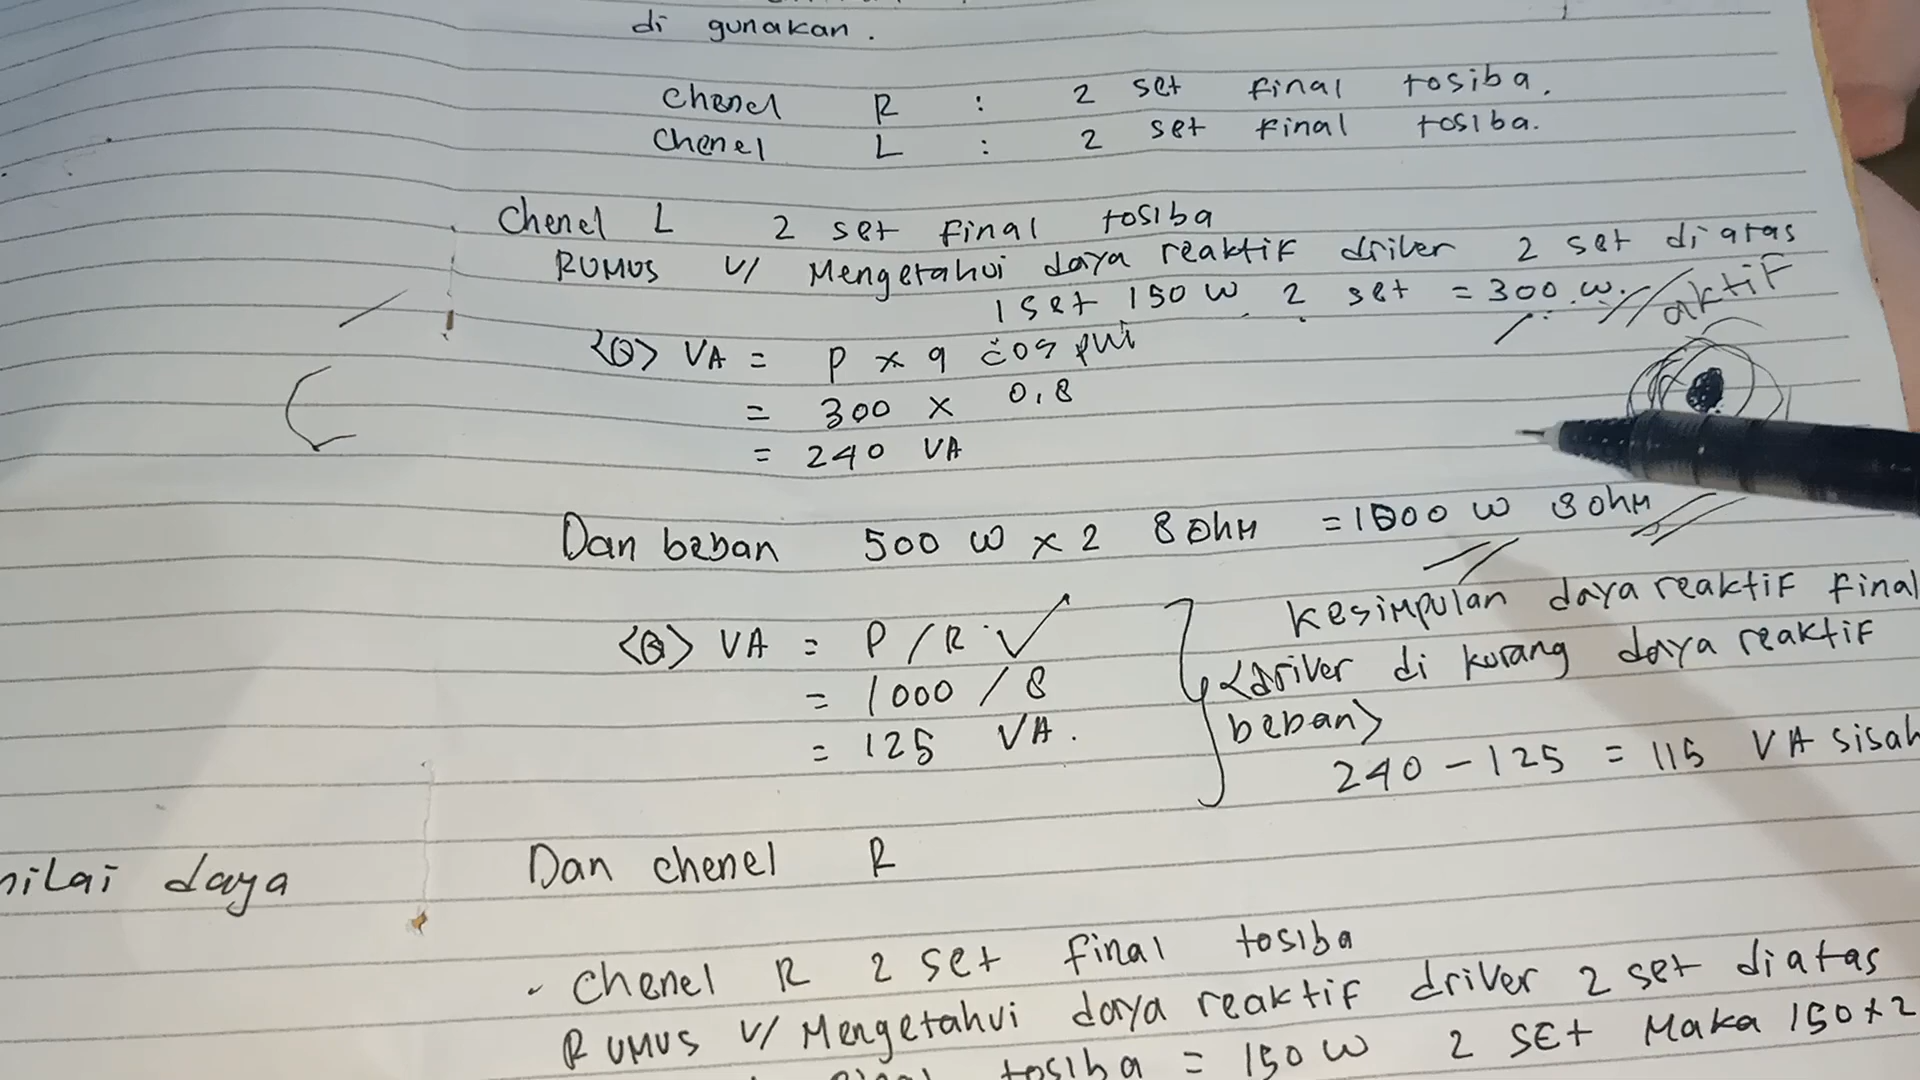 di gunakan.
Chenel R : 2 set final tosiba.
Chenel L : 2 set final tosiba.
Chenel L 2 set final tosiba
RUMUS U/ Mengetahui daya reaktif driver 2 set diatas
1 set 150 W 2 set = 300 W. aktif
<Q> VA = P x 9 cos phi
= 300 x 0,8
= 240 VA
Dan beban 500 W x 2 8 OhM = 1000 W 8 ohM
<Q> VA = P / R
= 1000 / 8
= 125 VA.
Kesimpulan daya reaktif final
<driver di kurang daya reaktif
beban>
240 - 125 = 115 VA sisah
nilai daya
Dan chenel R
- Chenel R 2 set final tosiba
RUMUS U/ Mengetahui daya reaktif driver 2 set diatas
final tosiba = 150 W 2 SET Maka 150 x 2